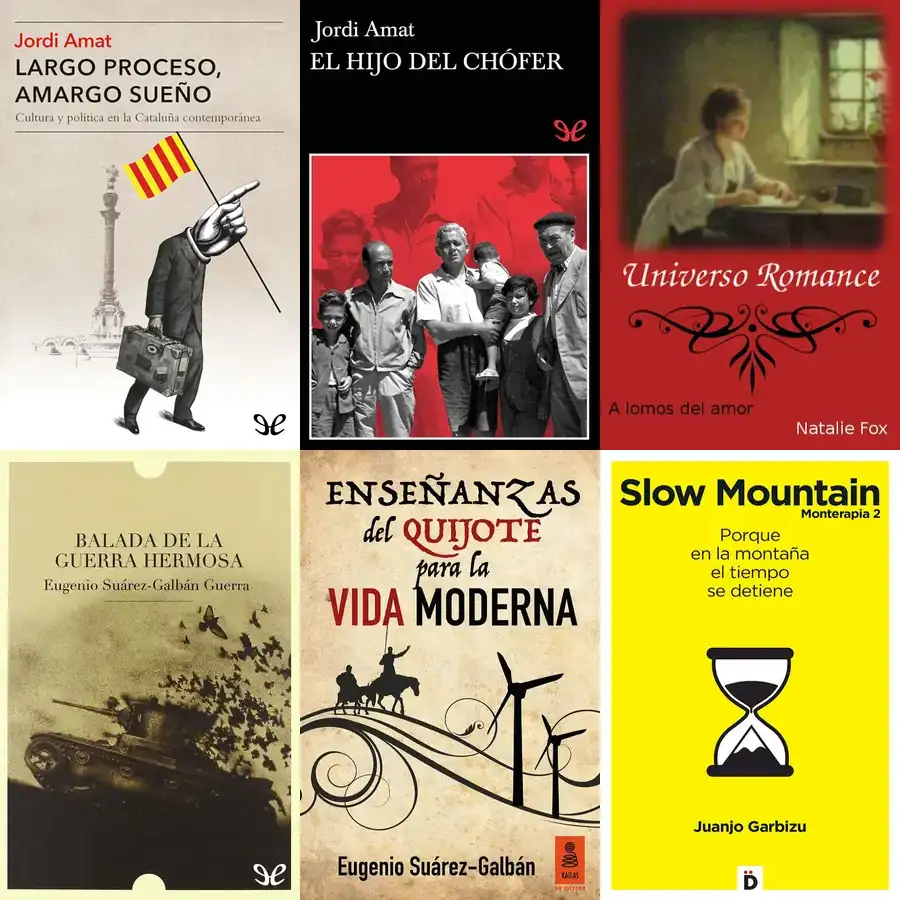 Jordi Amat
LARGO PROCESO,
AMARGO SUEÑO
Cultura y política en la Cataluña contemporánea
Jordi Amat
EL HIJO DEL CHÓFER
Universo Romance
A lomos del amor
Natalie Fox
BALADA DE LA
GUERRA HERMOSA
Eugenio Suárez-Galbán Guerra
ENSEÑANZAS
del QUIJOTE
para la
VIDA MODERNA
Eugenio Suárez-Galbán
KAILAS
Slow Mountain
Monterapia 2
Porque
en la montaña
el tiempo
se detiene
Juanjo Garbizu
D